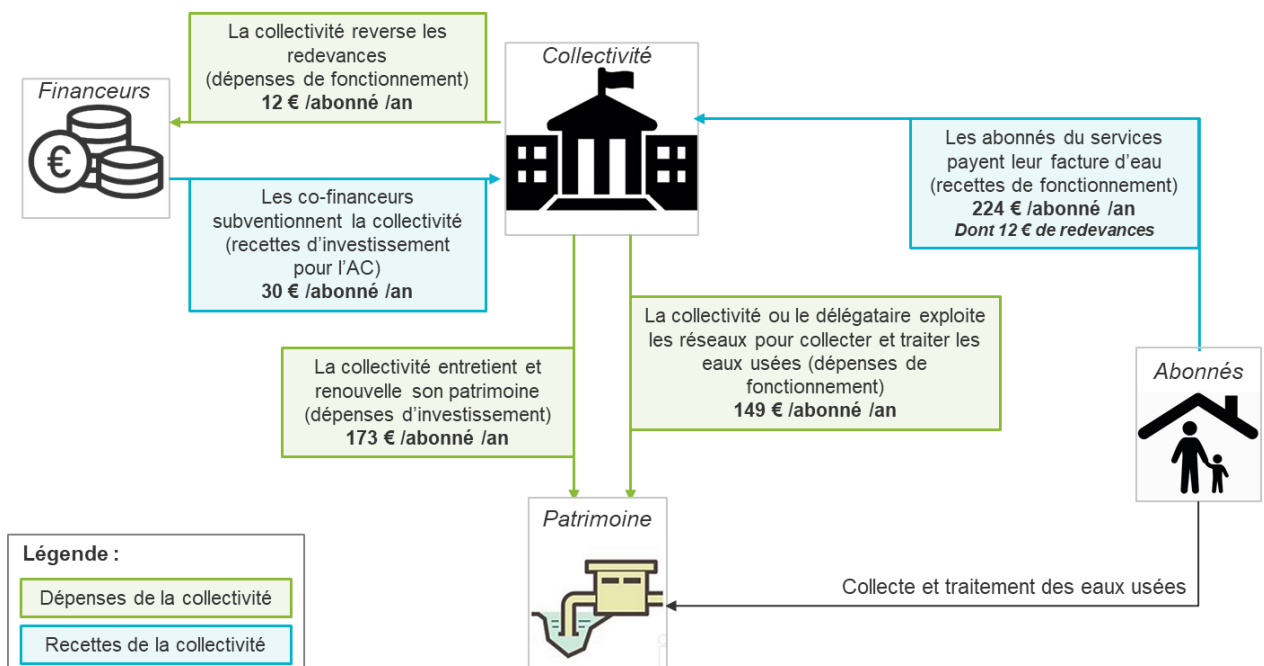 La collectivité reverse les
redevances
(dépenses de fonctionnement)
12 € /abonné /an
Collectivité
Financeurs
€
Les co-financeurs
subventionnent la collectivité
(recettes d'investissement
pour l'AC)
30 € /abonné /an
Les abonnés du services
payent leur facture d'eau
(recettes de fonctionnement)
224 € /abonné /an
Dont 12 € de redevances
La collectivité ou le délégataire exploite
les réseaux pour collecter et traiter les
eaux usées (dépenses de
fonctionnement)
149 € /abonné /an
La collectivité entretient et
renouvelle son patrimoine
(dépenses d'investissement)
173 € /abonné /an
Abonnés
Patrimoine
Collecte et traitement des eaux usées
Légende :
Dépenses de la collectivité
Recettes de la collectivité